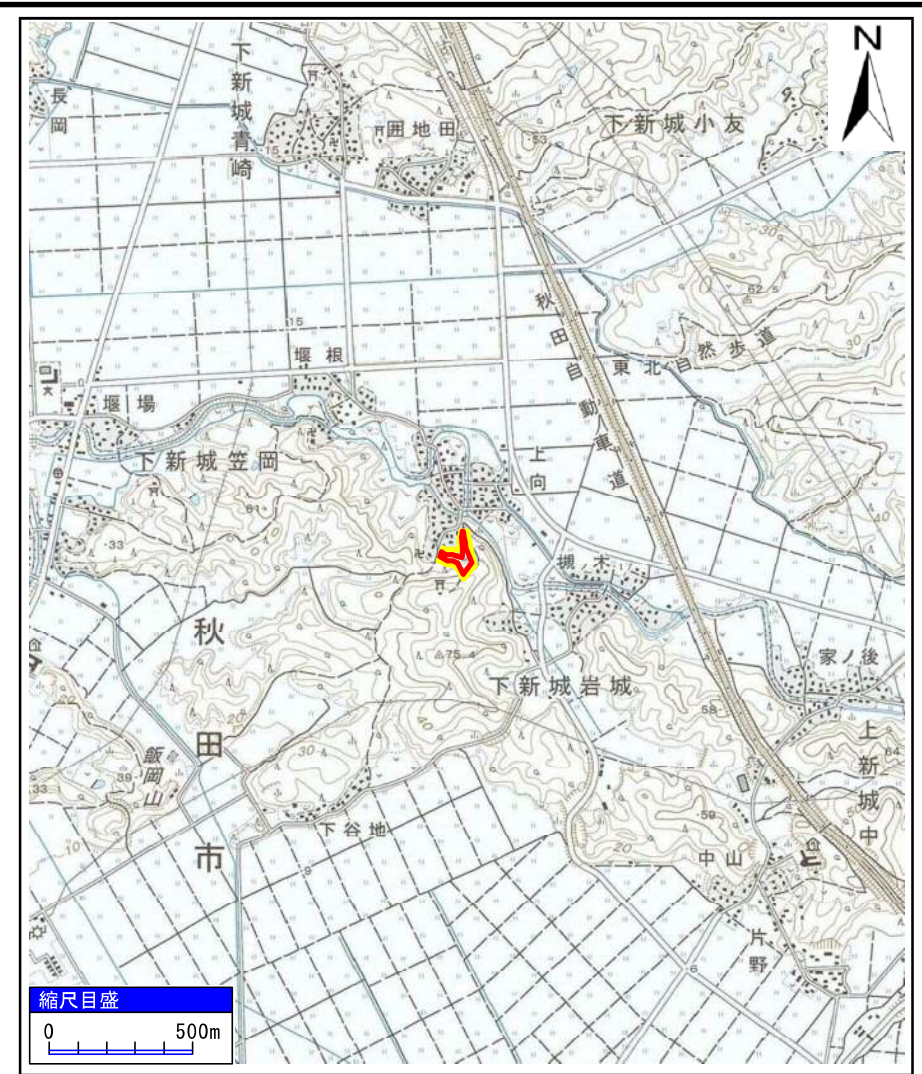 N
下新城青崎
長岡
囲地田
下新城小友
53
15
30
62.5
秋田自動車道
東北自然歩道
15
堰根
堰場
下新城笠岡
上向
61
33
40
槻ノ木
秋田市
75.4
家ノ後
下新城岩城
20
40
58
上新城中
64
飯岡山
39
30
33
10
59
下谷地
9
20
中山
片野
6
縮尺目盛
0
500m